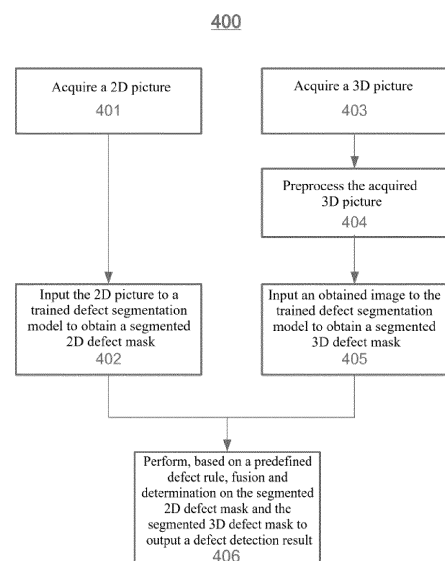 400
Acquire a 2D picture
401
Acquire a 3D picture
403
Preprocess the acquired
3D picture
404
Input the 2D picture to a
trained defect segmentation
model to obtain a segmented
2D defect mask
402
Input an obtained image to the
trained defect segmentation
model to obtain a segmented
3D defect mask
405
Perform, based on a predefined
defect rule, fusion and
determination on the segmented
2D defect mask and the
segmented 3D defect mask to
output a defect detection result
406